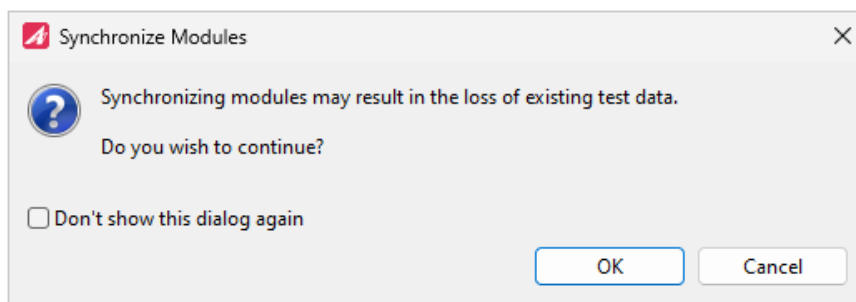 Synchronize Modules
Synchronizing modules may result in the loss of existing test data.
Do you wish to continue?
Don't show this dialog again
OK Cancel